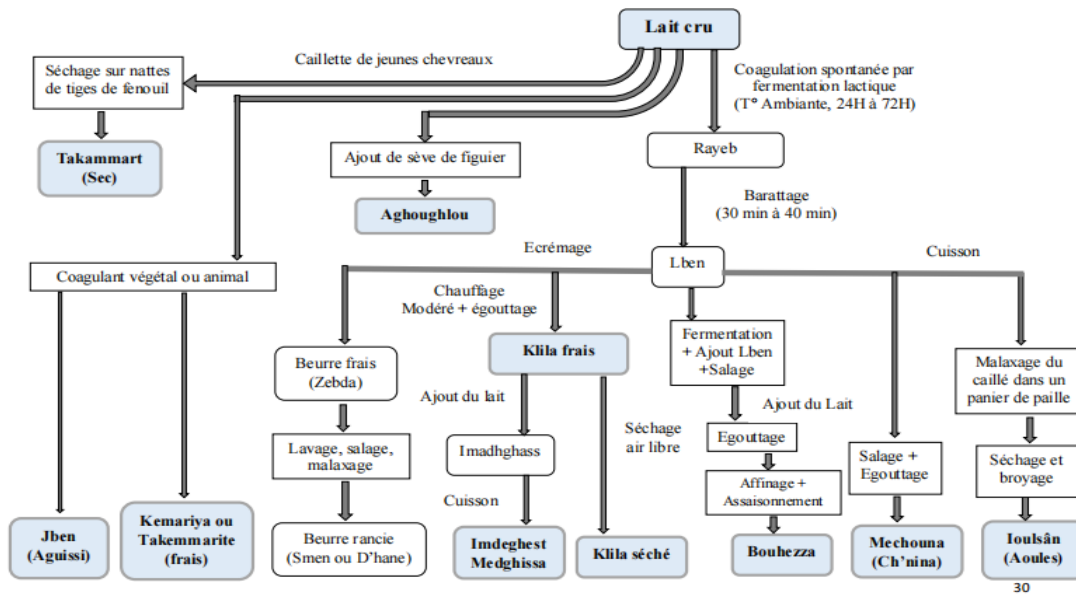 Lait cru
Caillette de jeunes chevreaux
Séchage sur nattes
de tiges de fenouil
Coagulation spontanée par
fermentation lactique
(T° Ambiante, 24H à 72H)
Takammart
(Sec)
Ajout de sève de figuier
Rayeb
Aghoughlou
Barattage
(30 min à 40 min)
Ecrémage
Lben
Cuisson
Coagulant végétal ou animal
Chauffage
Modéré + égouttage
Beurre frais
(Zebda)
Klila frais
Fermentation
+ Ajout Lben
+Salage
Malaxage du
caillé dans un
panier de paille
Ajout du lait
Ajout du Lait
Lavage, salage,
malaxage
Imadhghass
Séchage
air libre
Egouttage
Salage +
Egouttage
Séchage et
broyage
Cuisson
Affinage +
Assaisonnement
Jben
(Aguissi)
Kemariya ou
Takemmarite
(frais)
Beurre rancie
(Smen ou D’hane)
Imdeghest
Medghissa
Klila séché
Bouhezza
Mechouna
(Ch’nina)
Ioulsân
(Aoules)
30